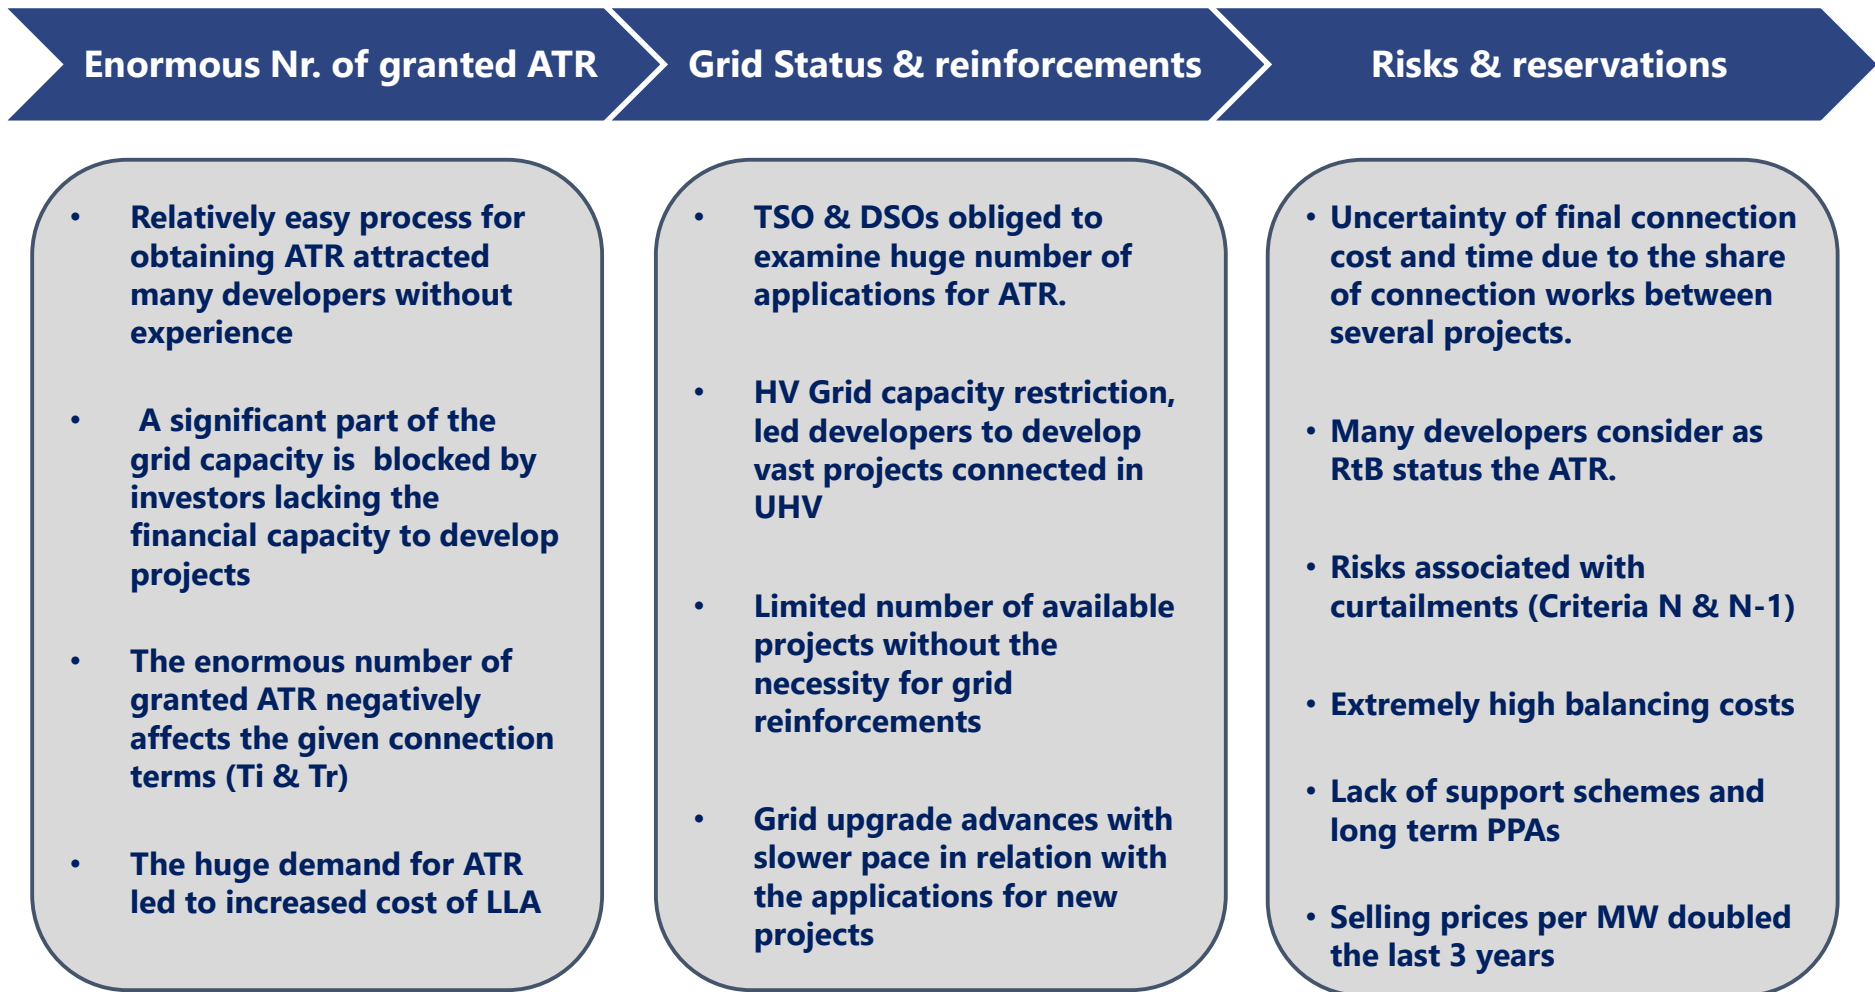 Enormous Nr. of granted ATR
Grid Status & reinforcements
Risks & reservations
• Relatively easy process for
obtaining ATR attracted
many developers without
experience
• A significant part of the
grid capacity is blocked by
investors lacking the
financial capacity to develop
projects
• The enormous number of
granted ATR negatively
affects the given connection
terms (Ti & Tr)
• The huge demand for ATR
led to increased cost of LLA
• TSO & DSOs obliged to
examine huge number of
applications for ATR.
• HV Grid capacity restriction,
led developers to develop
vast projects connected in
UHV
• Limited number of available
projects without the
necessity for grid
reinforcements
• Grid upgrade advances with
slower pace in relation with
the applications for new
projects
• Uncertainty of final connection
cost and time due to the share
of connection works between
several projects.
• Many developers consider as
RtB status the ATR.
• Risks associated with
curtailments (Criteria N & N-1)
• Extremely high balancing costs
• Lack of support schemes and
long term PPAs
• Selling prices per MW doubled
the last 3 years